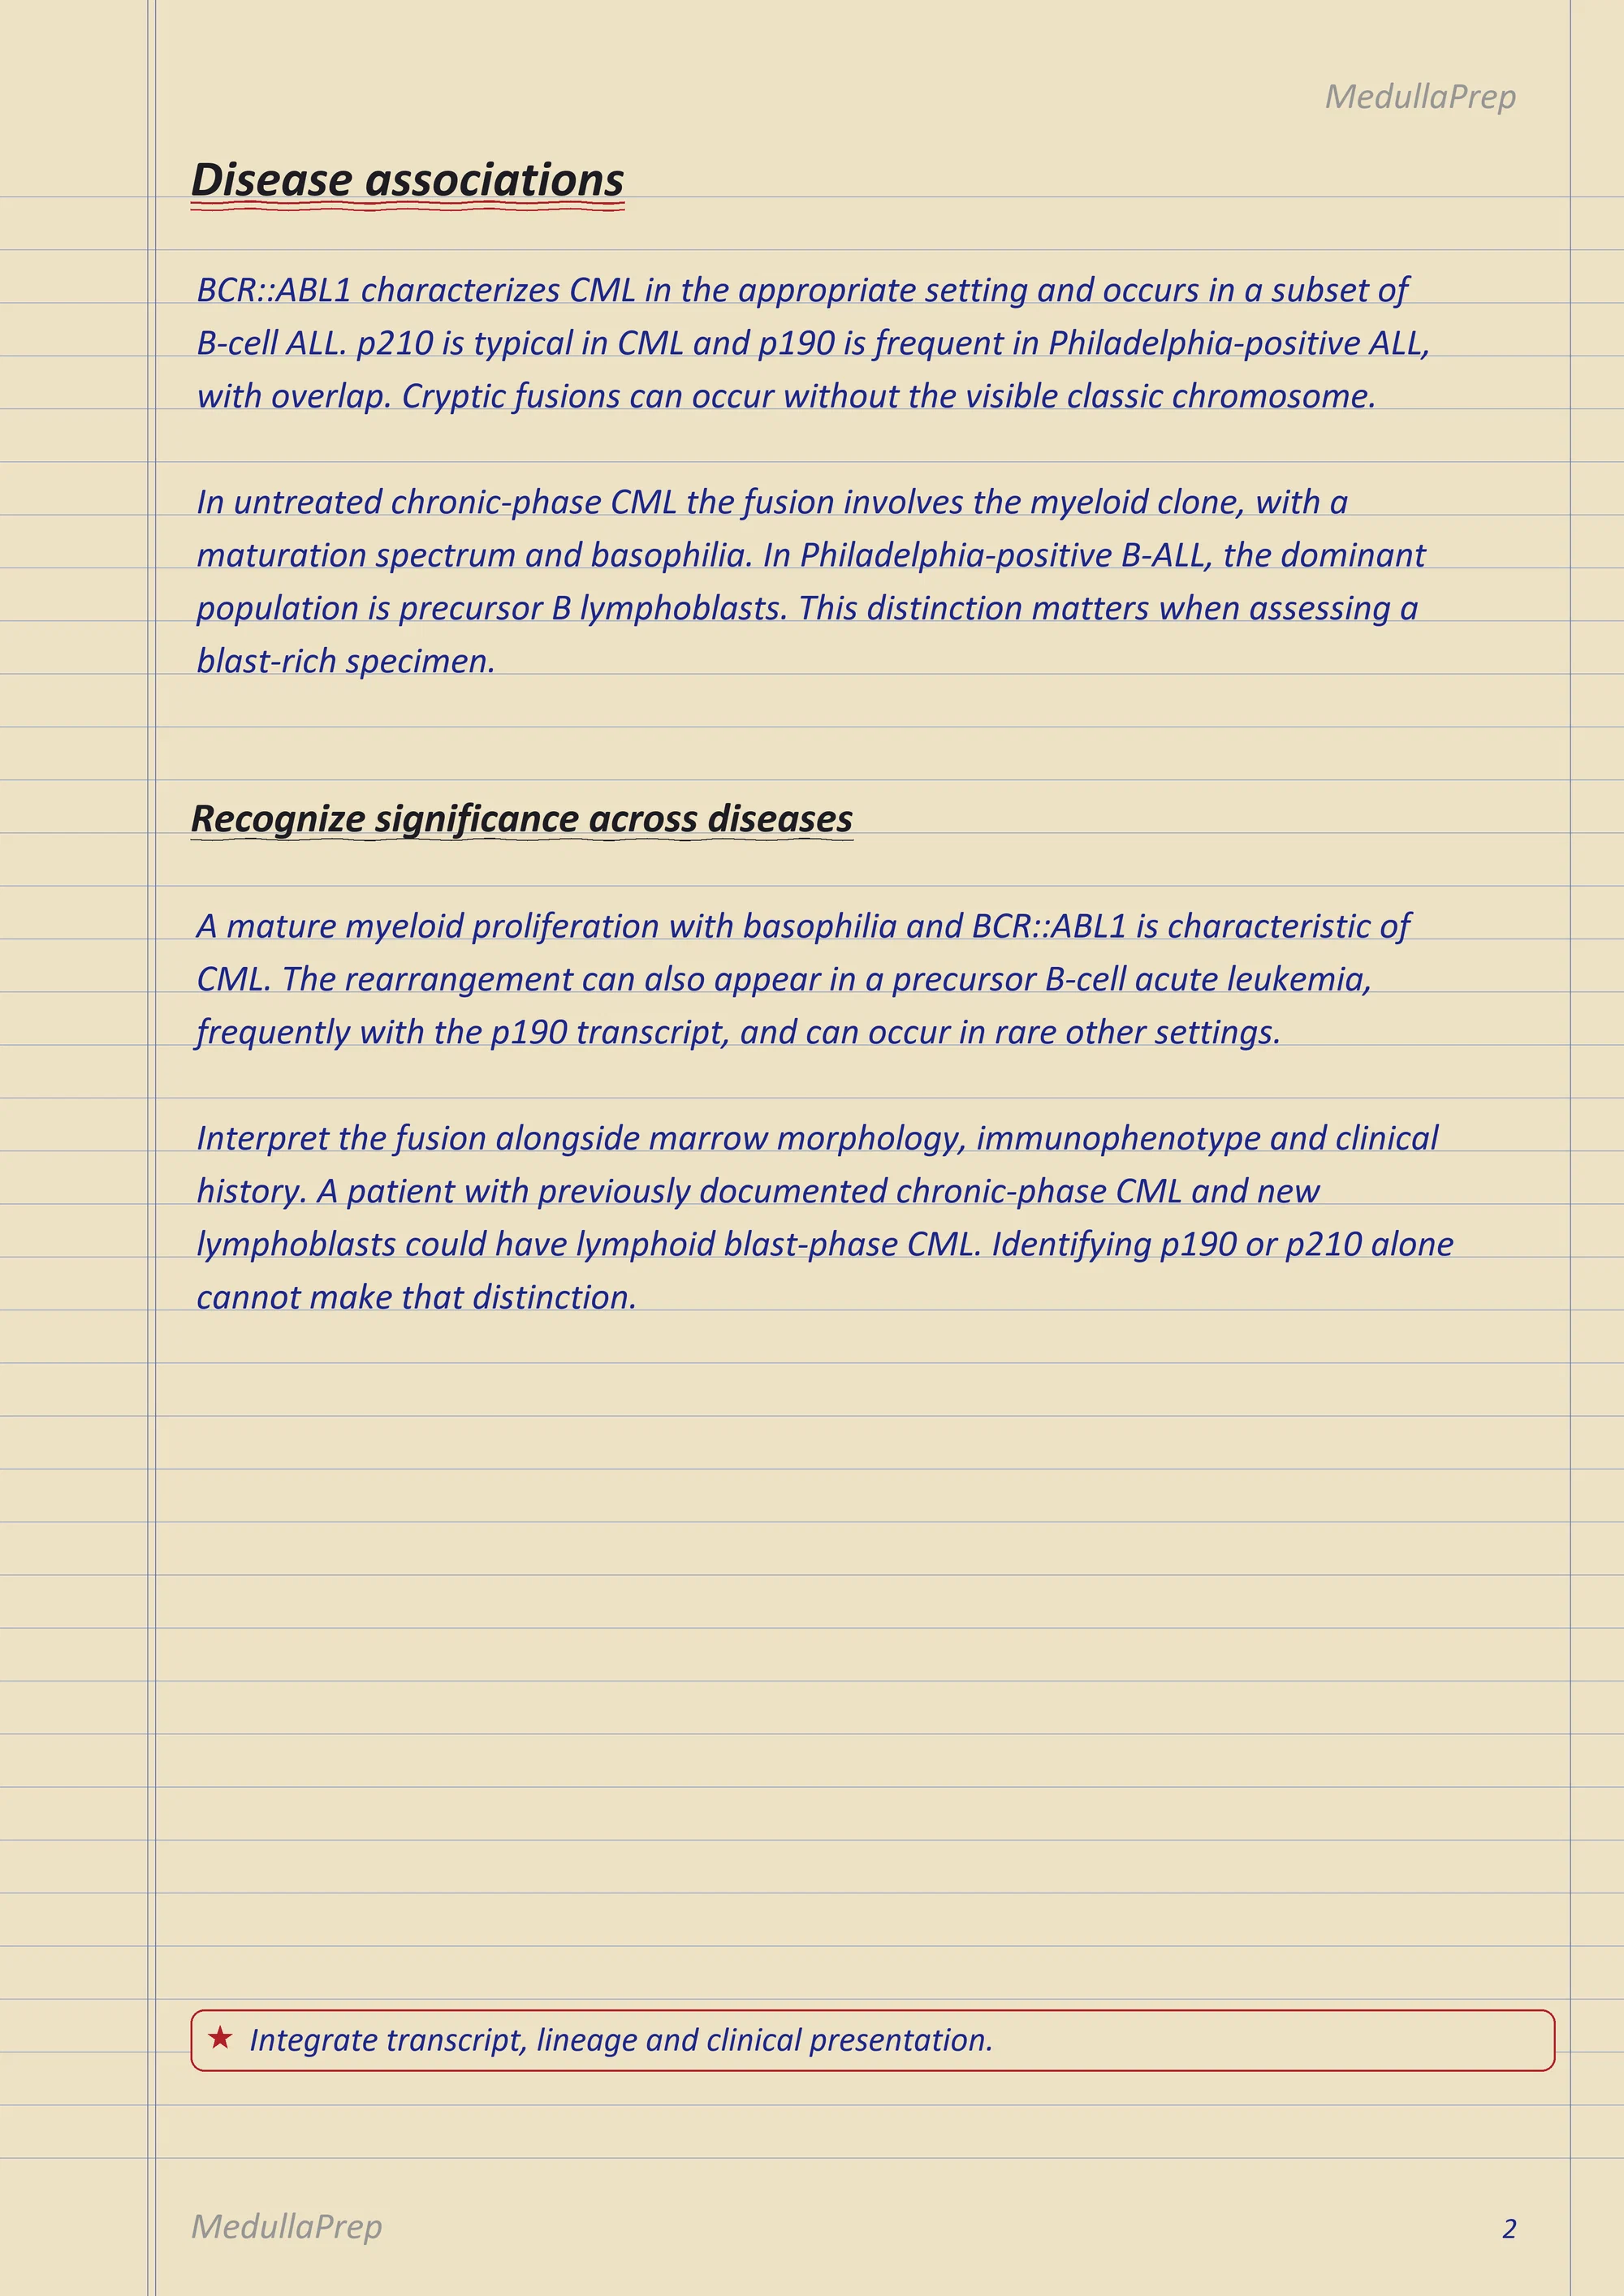 MedullaPrep
Disease associations
BCR::ABL1 characterizes CML in the appropriate setting and occurs in a subset of
B-cell ALL. p210 is typical in CML and p190 is frequent in Philadelphia-positive ALL,
with overlap. Cryptic fusions can occur without the visible classic chromosome.
In untreated chronic-phase CML the fusion involves the myeloid clone, with a
maturation spectrum and basophilia. In Philadelphia-positive B-ALL, the dominant
population is precursor B lymphoblasts. This distinction matters when assessing a
blast-rich specimen.
Recognize significance across diseases
A mature myeloid proliferation with basophilia and BCR::ABL1 is characteristic of
CML. The rearrangement can also appear in a precursor B-cell acute leukemia,
frequently with the p190 transcript, and can occur in rare other settings.
Interpret the fusion alongside marrow morphology, immunophenotype and clinical
history. A patient with previously documented chronic-phase CML and new
lymphoblasts could have lymphoid blast-phase CML. Identifying p190 or p210 alone
cannot make that distinction.
★ Integrate transcript, lineage and clinical presentation.
MedullaPrep
2